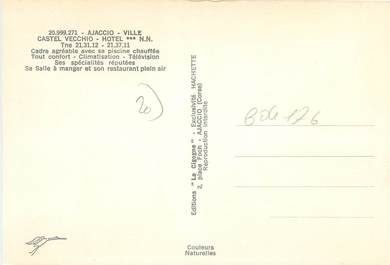 20.999.271 - AJACCIO - VILLE
CASTEL VECCHIO - HOTEL *** N.N.
Tne 21.31.12 - 21.37.11
Cadre agréable avec sa piscine chauffée
Tout confort - Climatisation - Télévision
Ses spécialités réputées
Sa Salle à manger et son restaurant plein air
20)
Editions "La Cigogne" - Exclusivité HACHETTE
2, place Foch - AJACCIO (Corse)
Reproduction interdite
176
Couleurs
Naturelles